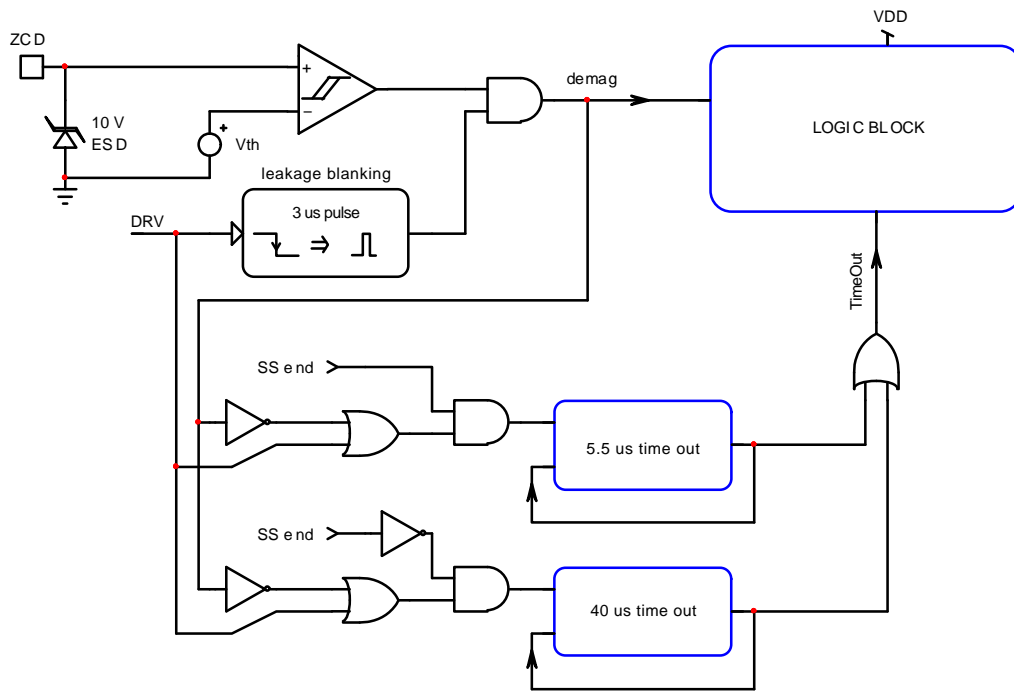 VDD
ZCD
+
demag
−
LOGIC BLOCK
10 V
ESD
+
Vth
leakage blanking
3 us pulse
DRV
TimeOut
SS end
5.5 us time out
SS end
40 us time out